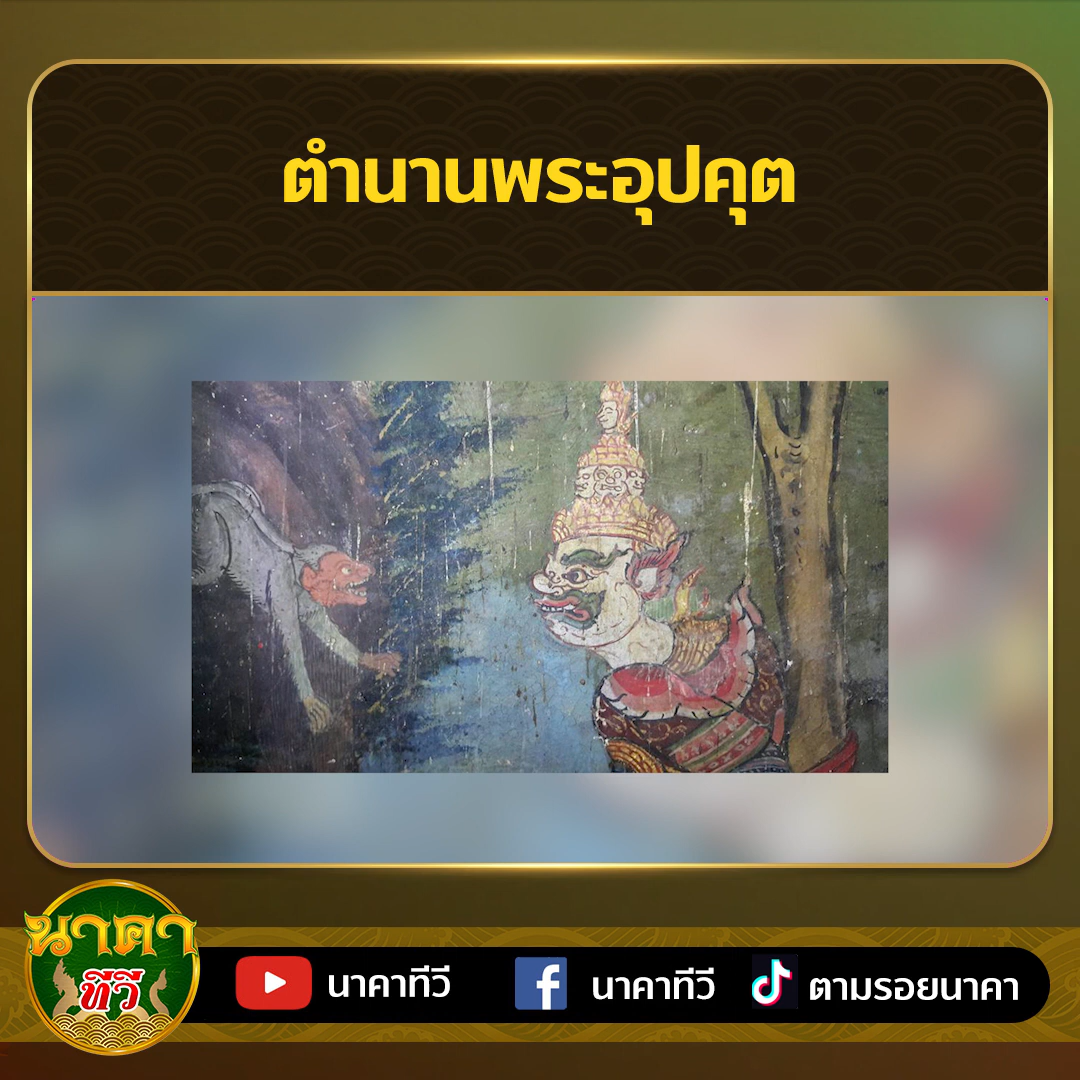 ตำนานพระอุปคุต
นาคา
ทีวี
นาคาทีวี
นาคาทีวี
ตามรอยนาคา